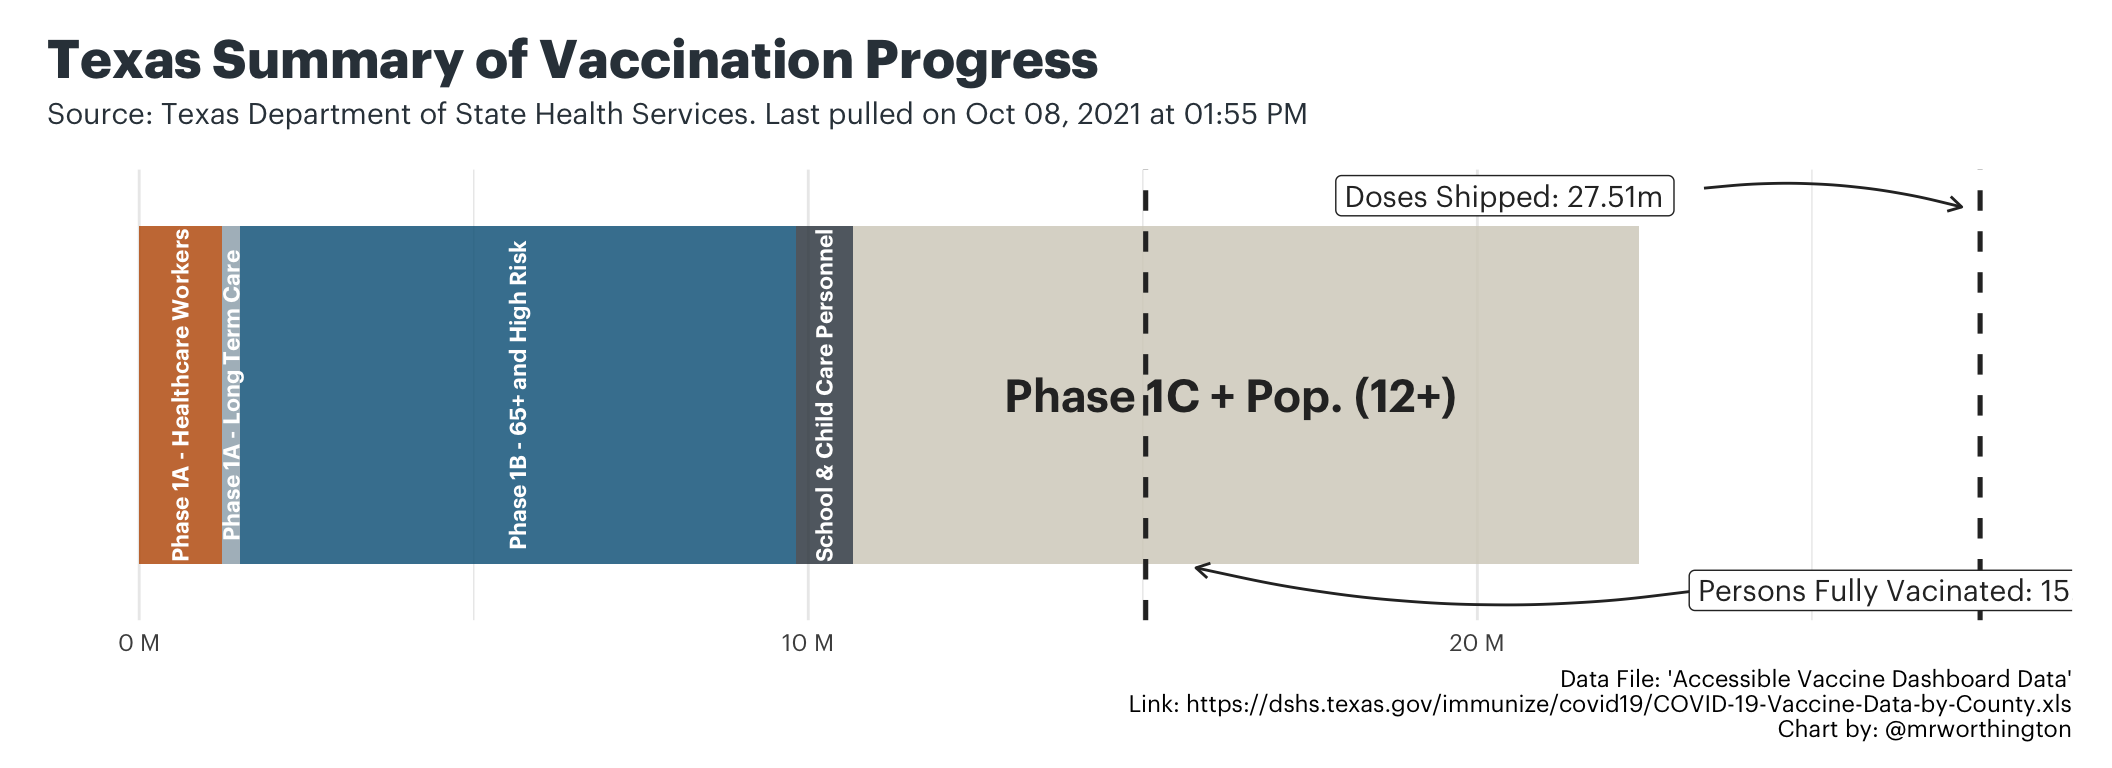 Texas Summary of Vaccination Progress
Source: Texas Department of State Health Services. Last pulled on Oct 08, 2021 at 01:55 PM
Doses Shipped: 27.51m
Phase 1A - Healthcare Workers
Phase 1A - Long Term Care
Phase 1B - 65+ and High Risk
School & Child Care Personnel
Phase 1C + Pop. (12+)
Persons Fully Vacinated: 15
0 M
10 M
20 M
Data File: 'Accessible Vaccine Dashboard Data'
Link: https://dshs.texas.gov/immunize/covid19/COVID-19-Vaccine-Data-by-County.xls
Chart by: @mrworthington